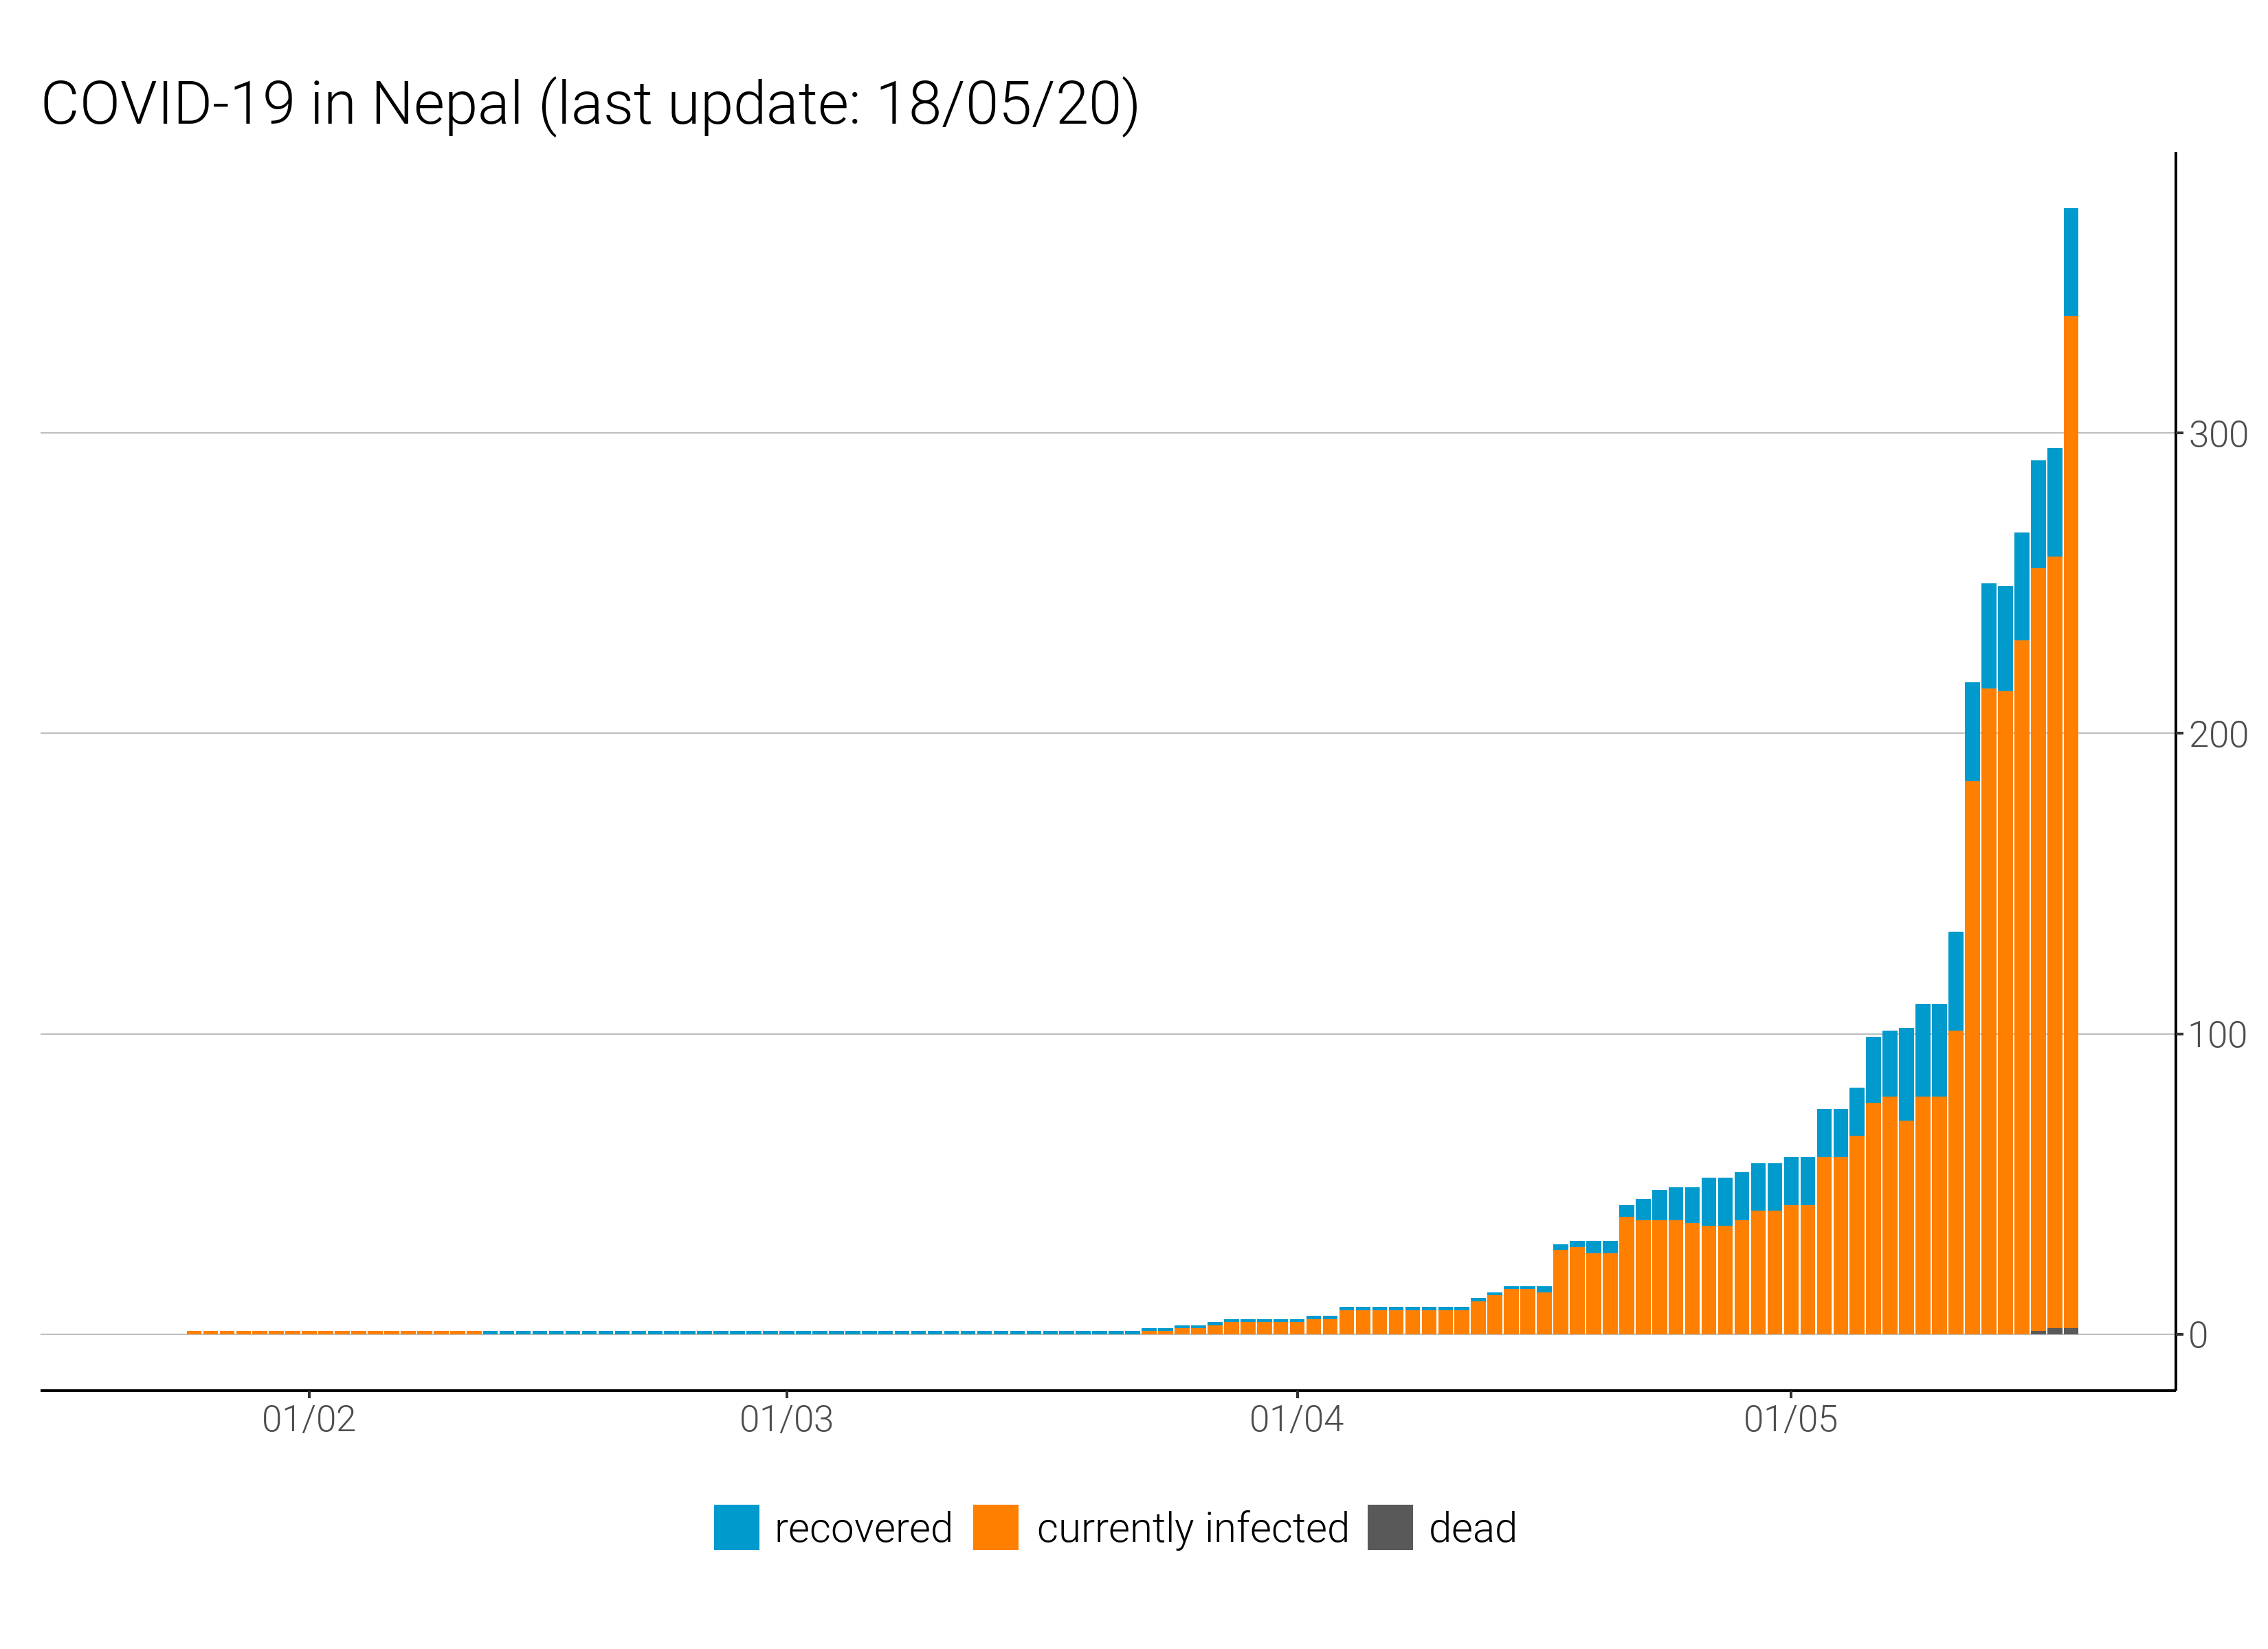 COVID-19 in Nepal (last update: 18/05/20)
300
200
100
0
01/02 01/03 01/04 01/05
recovered currently infected dead